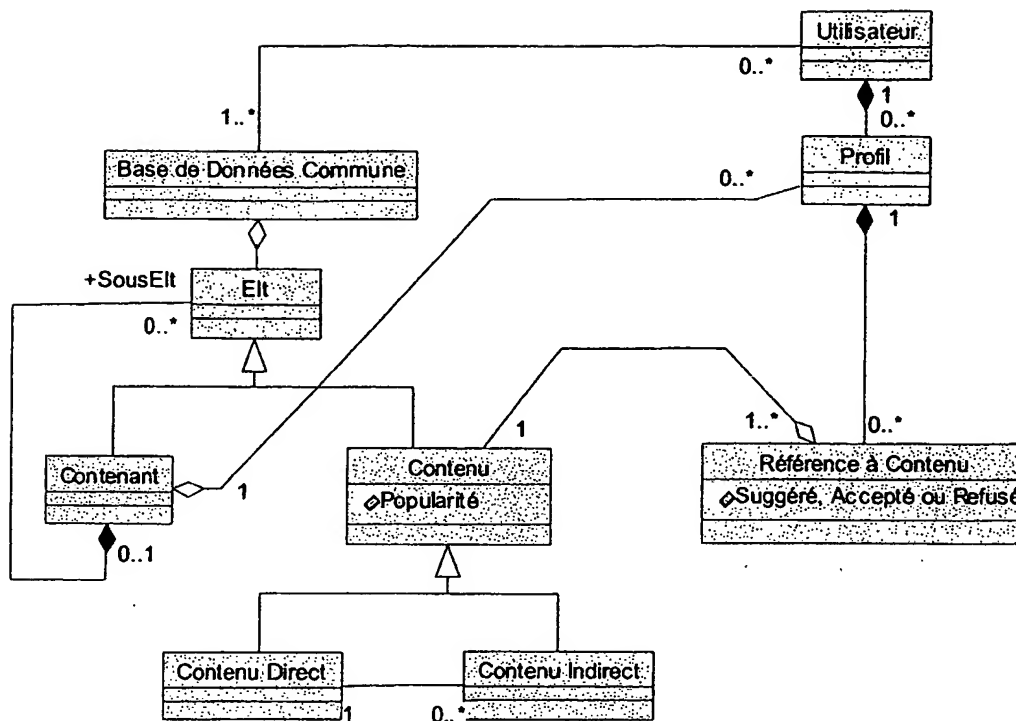 Utilisateur
0..*
1
1..*
0..*
Base de Données Commune
Profil
0..*
1
+SousElt
Elt
0..*
1
1..*
0..*
Contenant
1
Contenu
Popularité
Référence à Contenu
Suggéré, Accepté ou Refusé
0..1
Contenu Direct
Contenu Indirect
1
0..*